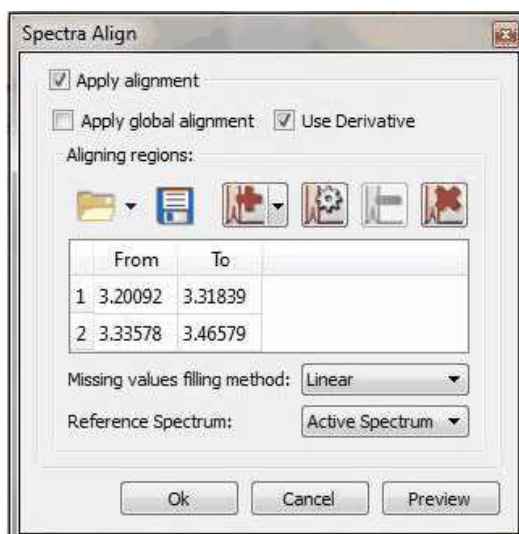 Spectra Align
Apply alignment
Apply global alignment Use Derivative
Aligning regions:
From To
1 3.20092 3.31839
2 3.33578 3.46579
Missing values filling method: Linear
Reference Spectrum: Active Spectrum
Ok Cancel Preview